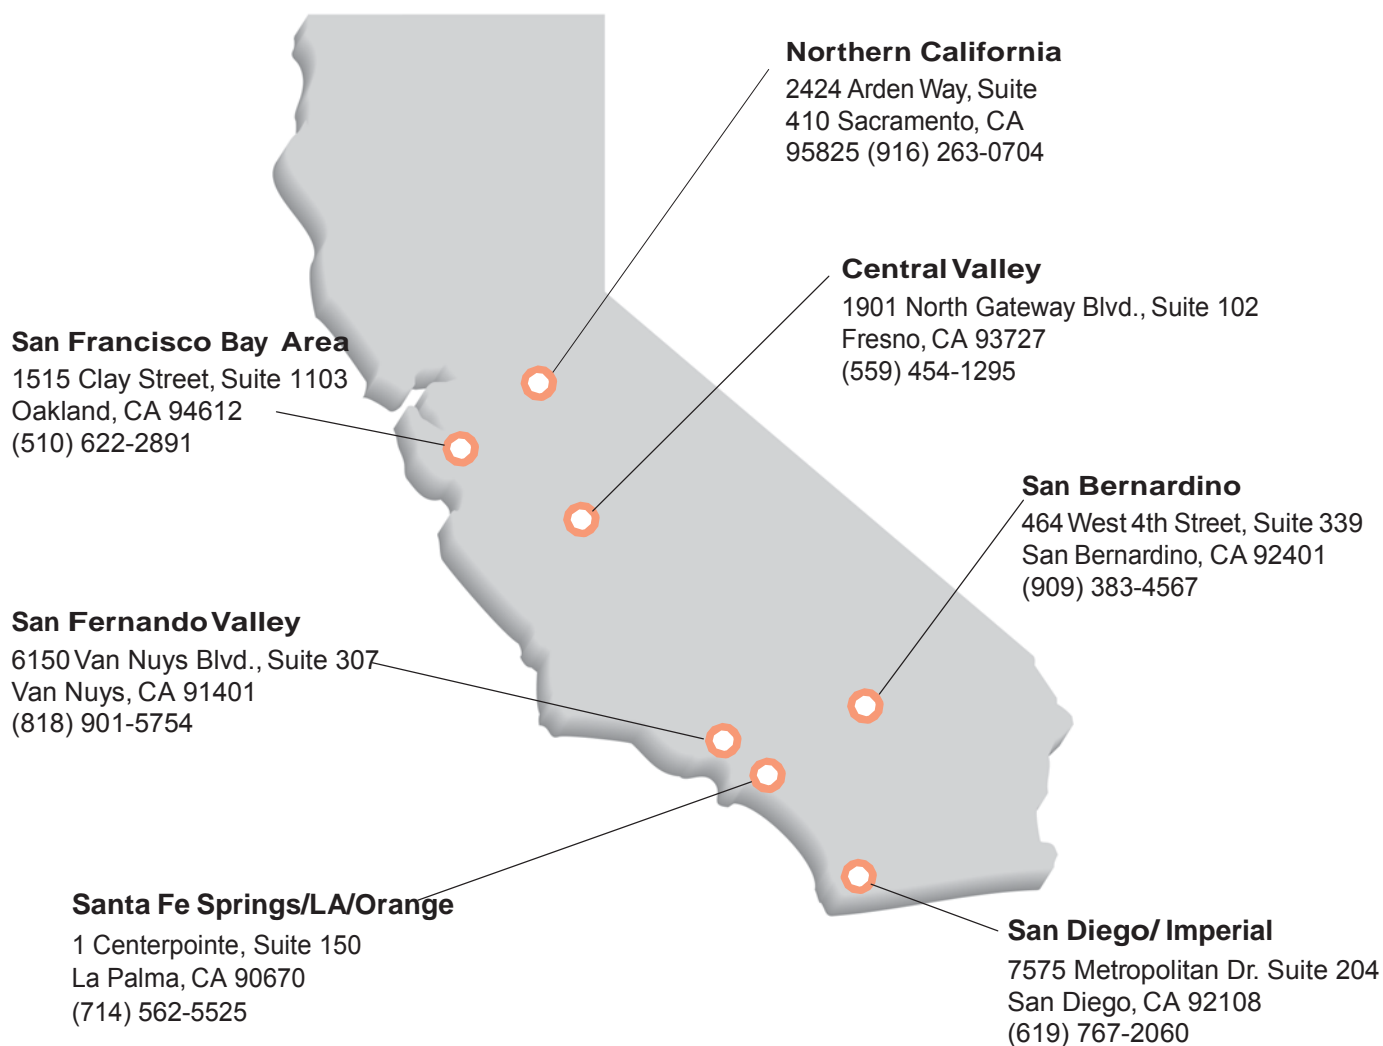 Northern California
2424 Arden Way, Suite
410 Sacramento, CA
95825 (916) 263-0704
Central Valley
1901 North Gateway Blvd., Suite 102
Fresno, CA 93727
(559) 454-1295
San Francisco Bay Area
1515 Clay Street, Suite 1103
Oakland, CA 94612
(510) 622-2891
San Bernardino
464 West 4th Street, Suite 339
San Bernardino, CA 92401
(909) 383-4567
San Fernando Valley
6150 Van Nuys Blvd., Suite 307
Van Nuys, CA 91401
(818) 901-5754
Santa Fe Springs/LA/Orange
1 Centerpointe, Suite 150
La Palma, CA 90670
(714) 562-5525
San Diego/ Imperial
7575 Metropolitan Dr. Suite 204
San Diego, CA 92108
(619) 767-2060